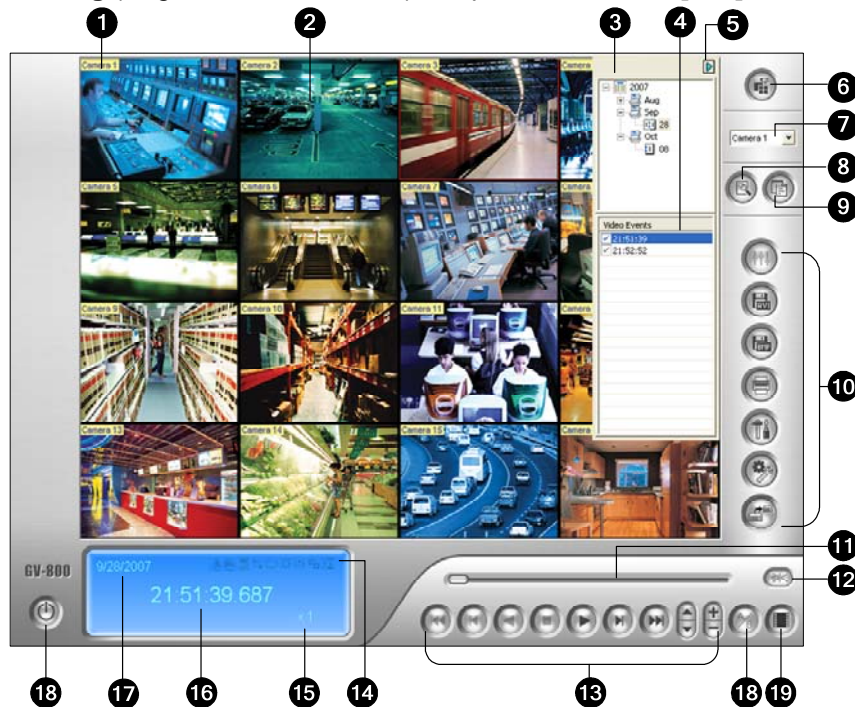 1 2 3 4 5
Camera 1
Camera 2
Camera 3
Camera
2007
Aug
Sep
28
Oct
08
6
7
Camera 1
8
9
Camera 5
Camera 6
Camera 7
Camera
Video Events
21:51:39
21:52:52
10
Camera 9
Camera 10
Camera 11
Camera
Camera 13
Camera 14
Camera 15
GV-800
9/28/2007
21:51:39.687
x1
11
12
18 17 16 15 14 13 18 19